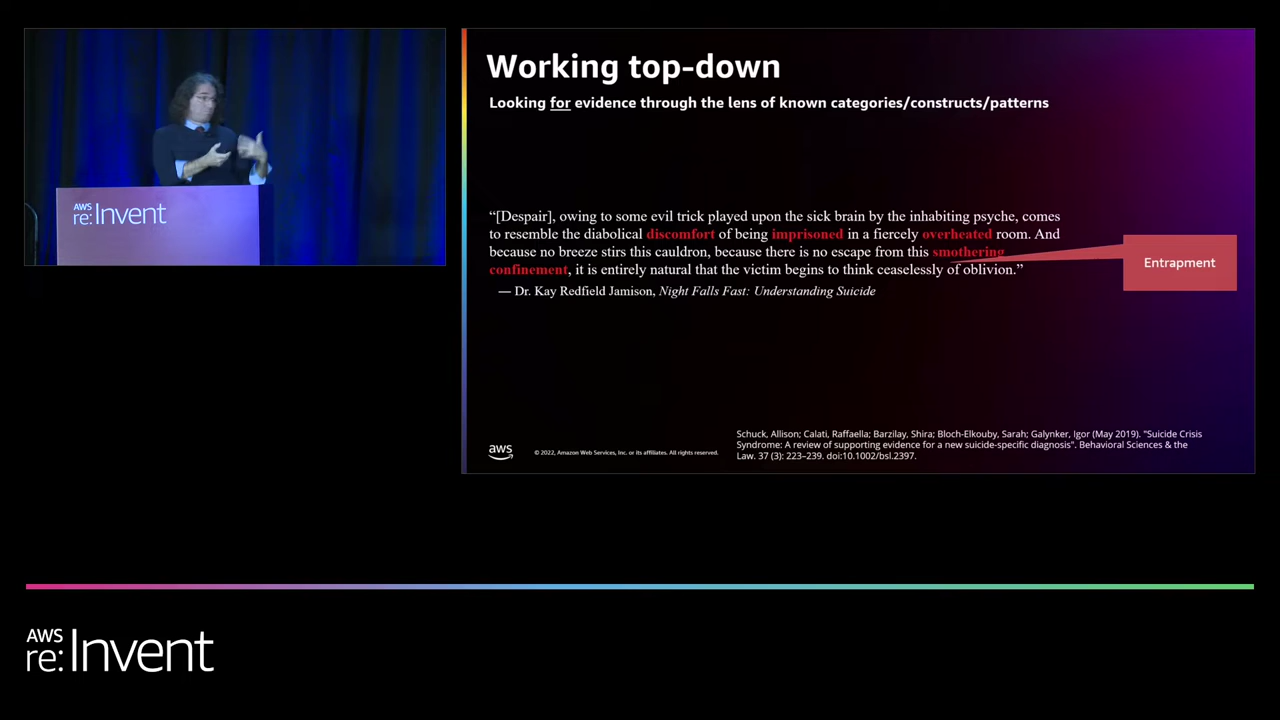 AWS
re:Invent
Working top-down
Looking for evidence through the lens of known categories/constructs/patterns
“[Despair], owing to some evil trick played upon the sick brain by the inhabiting psyche, comes
to resemble the diabolical discomfort of being imprisoned in a fiercely overheated room. And
because no breeze stirs this cauldron, because there is no escape from this smothering
confinement, it is entirely natural that the victim begins to think ceaselessly of oblivion.”
— Dr. Kay Redfield Jamison, Night Falls Fast: Understanding Suicide
Entrapment
Schuck, Allison; Calati, Raffaella; Barzilay, Shira; Bloch-Elkouby, Sarah; Galynker, Igor (May 2019). "Suicide Crisis
Syndrome: A review of supporting evidence for a new suicide-specific diagnosis". Behavioral Sciences & the
Law. 37 (3): 223–239. doi:10.1002/bsl.2397.
aws
© 2022, Amazon Web Services, Inc. or its affiliates. All rights reserved.
AWS
re:Invent